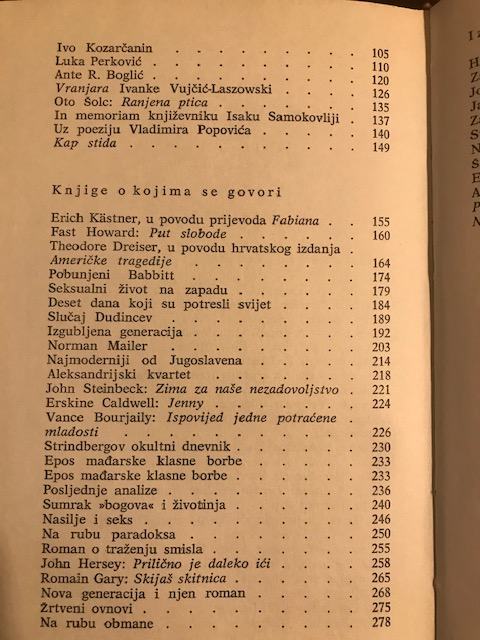 Ivo Kozarčanin . . . . . . . . 105
Luka Perković . . . . . . . . 110
Ante R. Boglić . . . . . . . . 120
Vranjara Ivanke Vujčić-Laszowski . . . . 126
Oto Šolc: Ranjena ptica . . . . . . 135
In memoriam književniku Isaku Samokovliji . 137
Uz poeziju Vladimira Popovića . . . . 140
Kap stida . . . . . . . . . 149
Knjige o kojima se govori
Erich Kästner, u povodu prijevoda Fabiana . . 155
Fast Howard: Put slobode . . . . . . 160
Theodore Dreiser, u povodu hrvatskog izdanja .
Američke tragedije . . . . . . . 164
Pobunjeni Babbitt . . . . . . . 174
Seksualni život na zapadu . . . . . 179
Deset dana koji su potresli svijet . . . . 184
Slučaj Dudincev . . . . . . . . 189
Izgubljena generacija . . . . . . . 192
Norman Mailer . . . . . . . . 203
Najmoderniji od Jugoslavena . . . . . 214
Aleksandrijski kvartet . . . . . . . 218
John Steinbeck: Zima za naše nezadovoljstvo . 221
Erskine Caldwell: Jenny . . . . . . 224
Vance Bourjaily: Ispovijed jedne potraćene .
mladosti . . . . . . . . . 226
Strindbergov okultni dnevnik . . . . . 230
Epos mađarske klasne borbe . . . . . 233
Epos mađarske klasne borbe . . . . . 233
Posljednje analize . . . . . . . 236
Sumrak »bogova« i životinja . . . . . 240
Nasilje i seks . . . . . . . . 246
Na rubu paradoksa . . . . . . . 250
Roman o traženju smisla . . . . . . 255
John Hersey: Prilično je daleko ići . . . . 258
Romain Gary: Skijaš skitnica . . . . . 265
Nova generacija i njen roman . . . . . 268
Žrtveni ovnovi . . . . . . . . 275
Na rubu obmane . . . . . . . 278